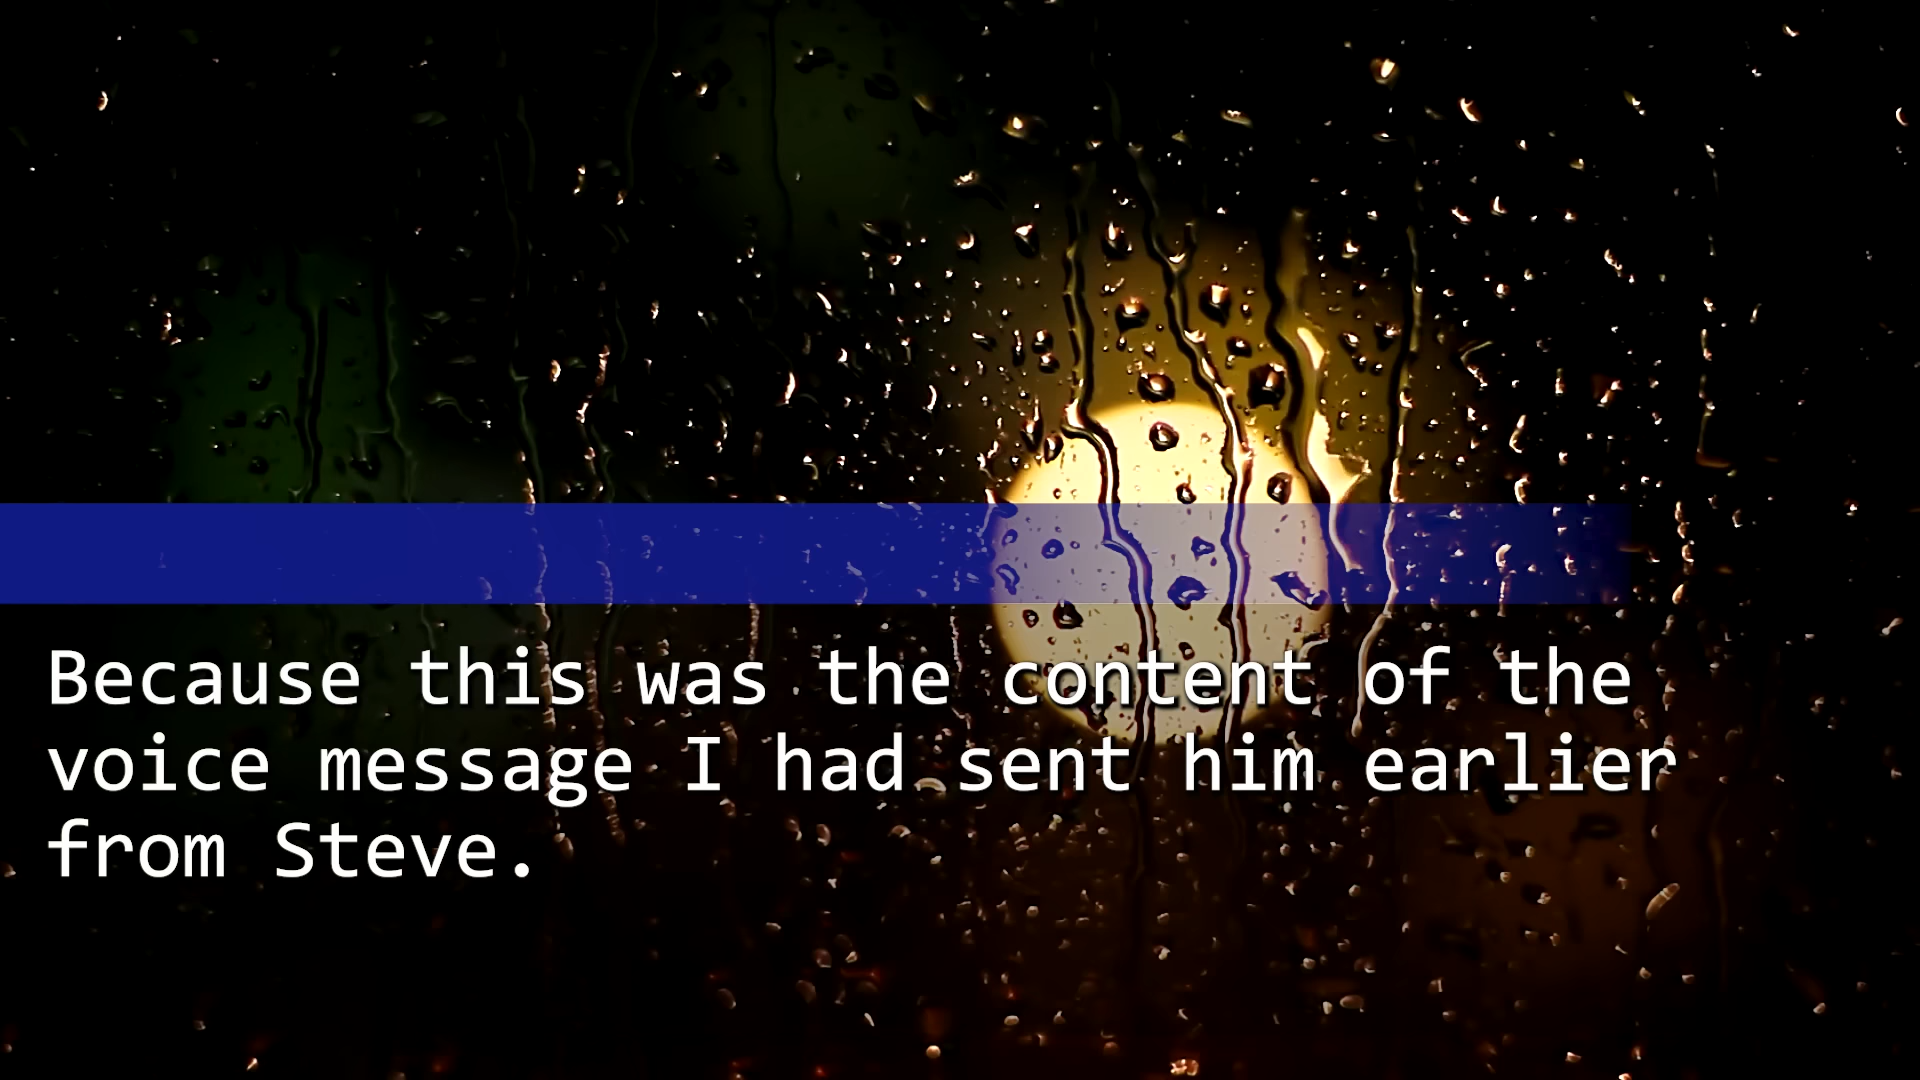 Because this was the content of the
voice message I had sent him earlier
from Steve.